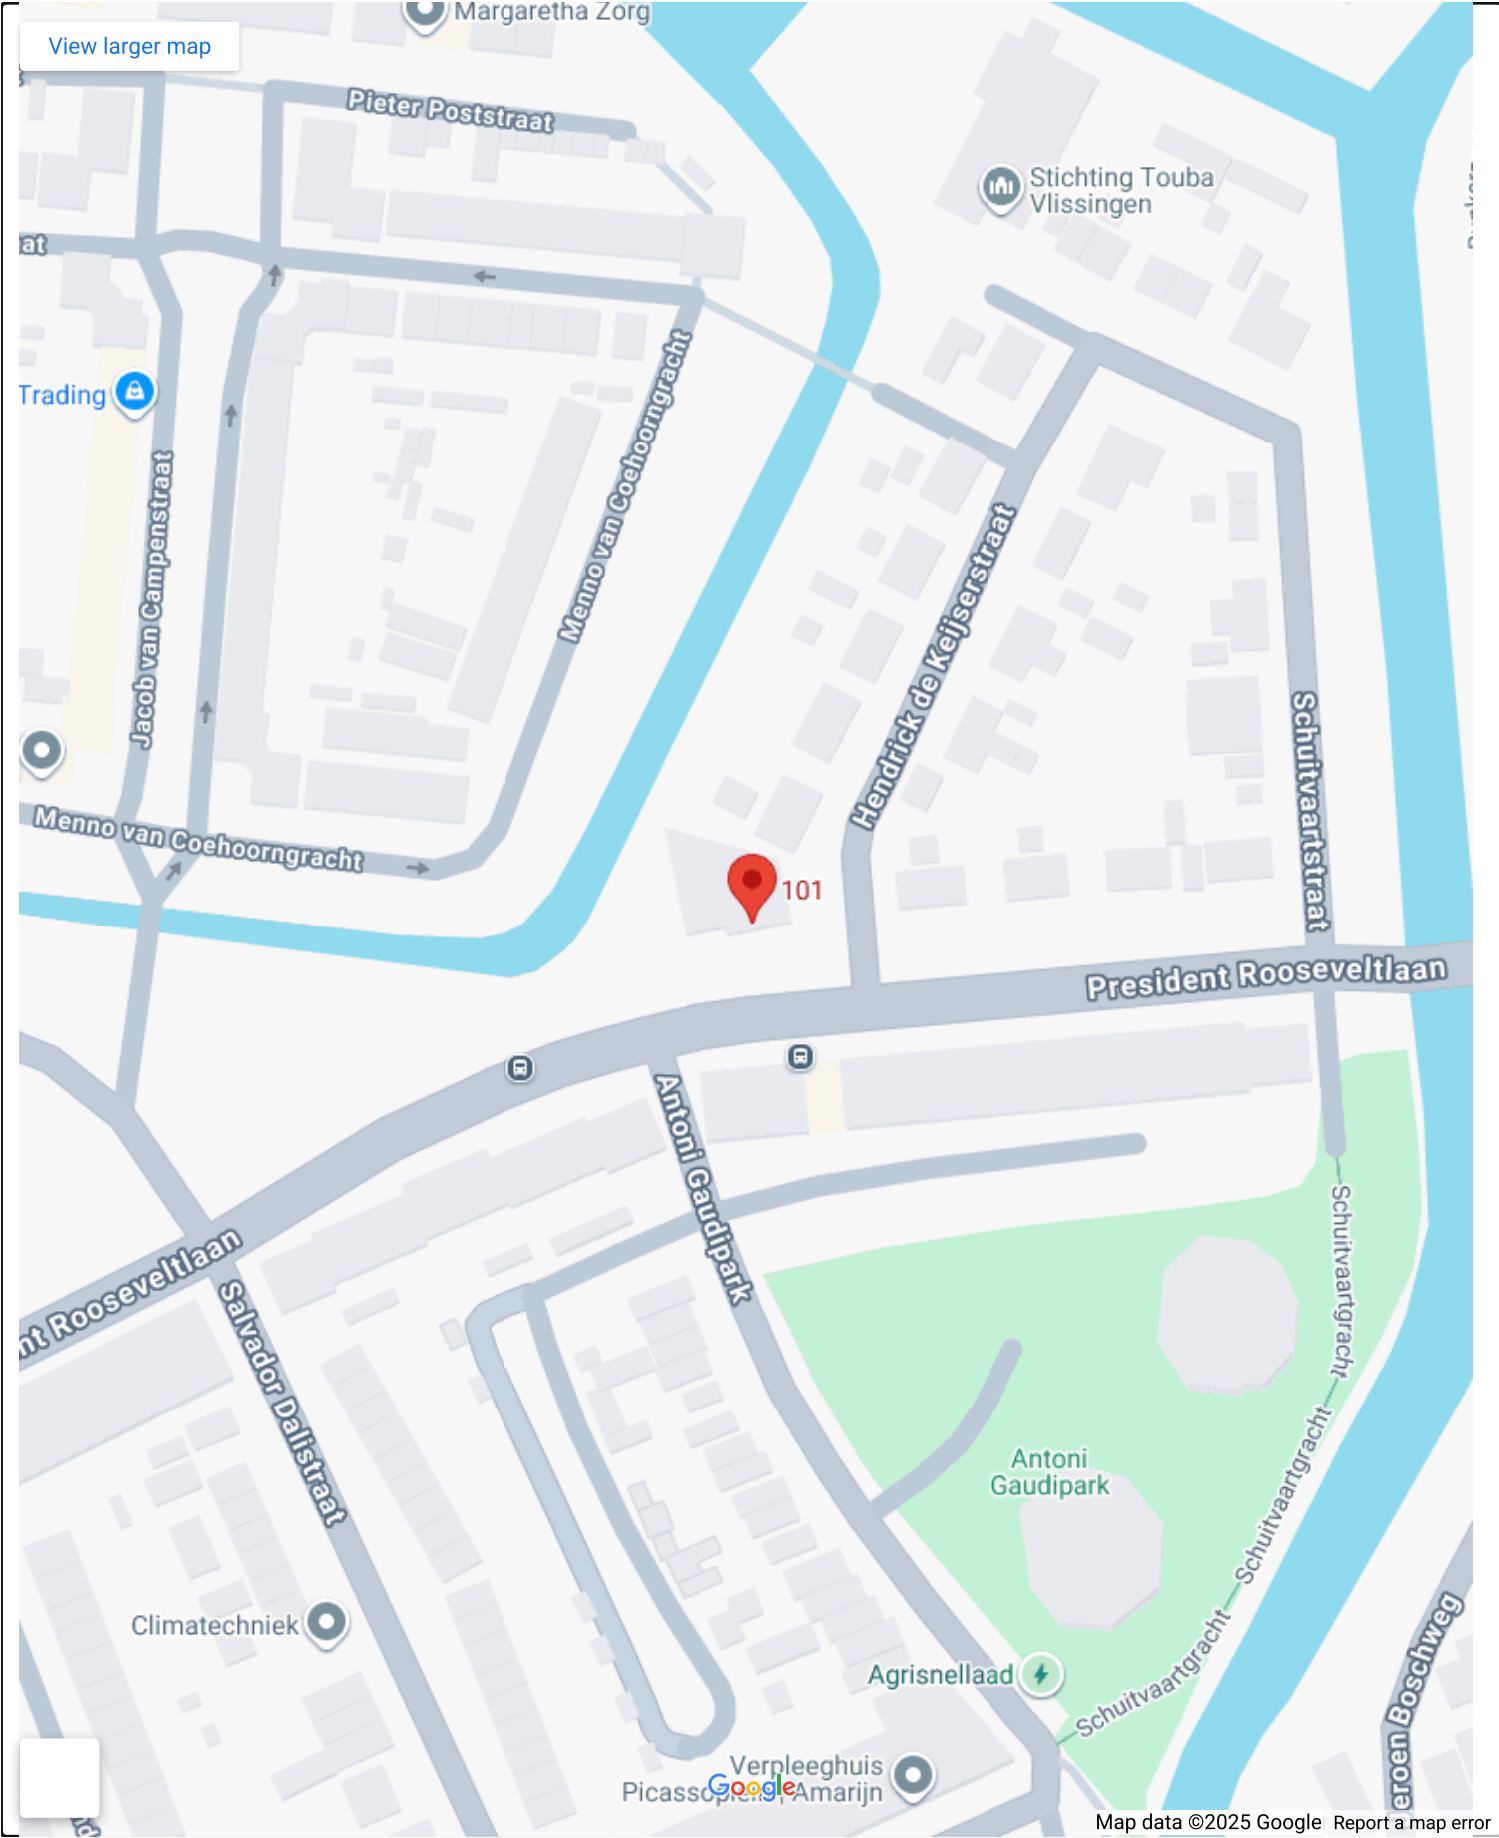 Margaretha Zorg
View larger map
Pieter Poststraat
Stichting Touba
Vlissingen
at
Trading
Menno van Coehoorngracht
Jacob van Campenstraat
Hendrick de Keijserstraat
Schuitvaartstraat
Menno van Coehoorngracht
101
President Rooseveltlaan
Antoni Gaudipark
Schuitvaartgracht
nt Rooseveltlaan
Salvador Dalistraat
Antoni
Gaudipark
Schuitvaartgracht
Climatechniek
Agrisnellaad
Schuitvaartgracht
eroen Boschweg
Verpleeghuis
Google
Amarijn
Map data ©2025 Google
Report a map error